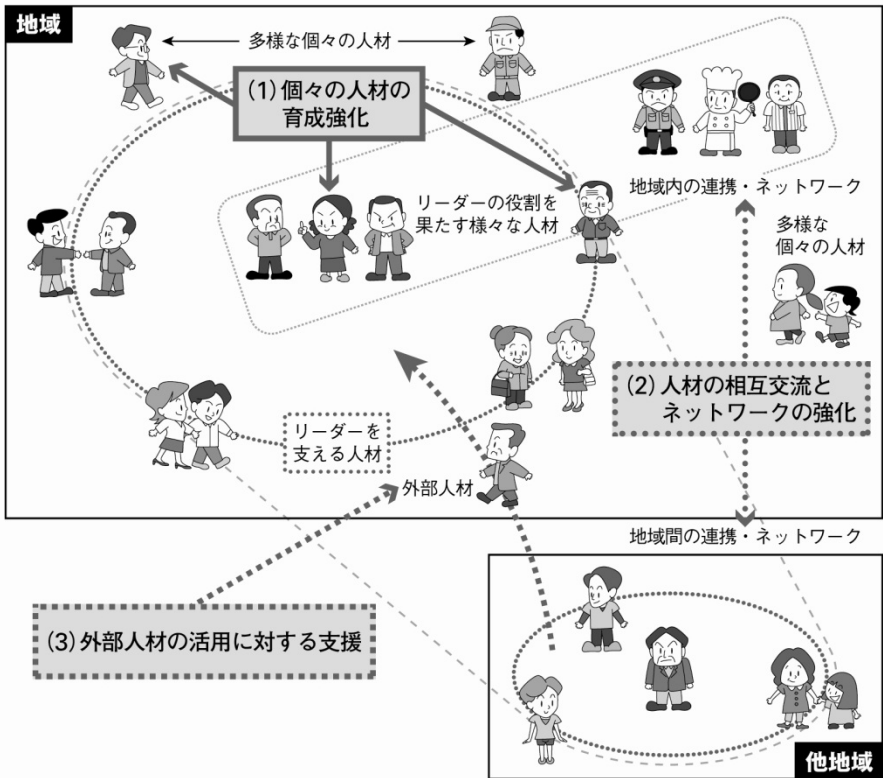 地域
多様な個々の人材
(1) 個々の人材の
育成強化
リーダーの役割を
果たす様々な人材
地域内の連携・ネットワーク
多様な
個々の人材
(2) 人材の相互交流と
ネットワークの強化
リーダーを
支える人材
外部人材
地域間の連携・ネットワーク
(3) 外部人材の活用に対する支援
他地域